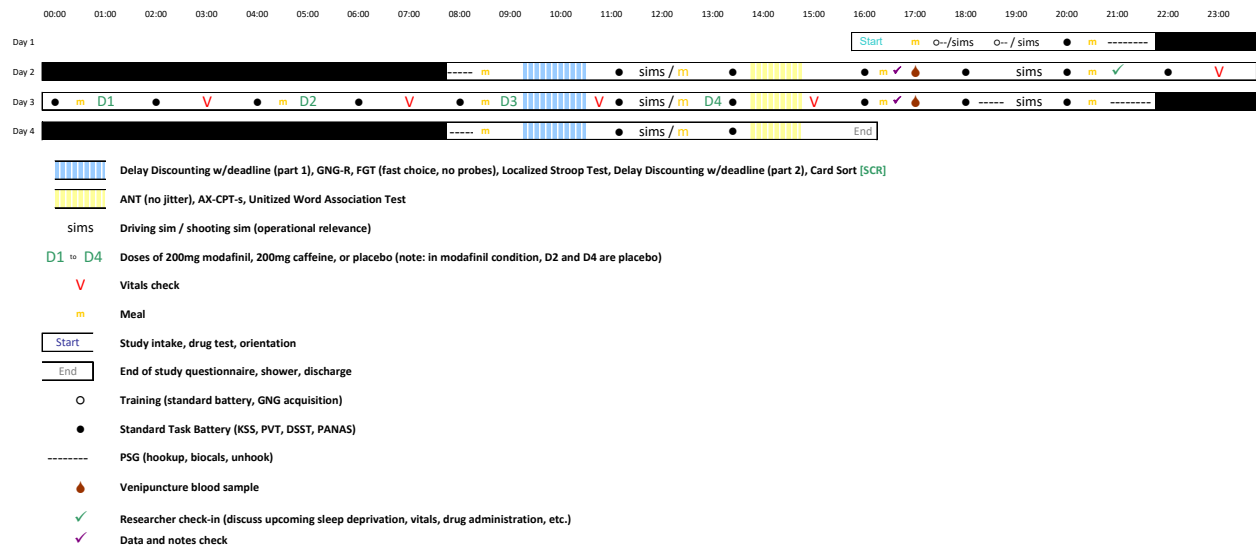 00:00 01:00 02:00 03:00 04:00 05:00 06:00 07:00 08:00 09:00 10:00 11:00 12:00 13:00 14:00 15:00 16:00 17:00 18:00 19:00 20:00 21:00 22:00 23:00
Day 1 Start m o--/sims o-- / sims ● m --------
Day 2 ----- m ● sims / m ● ● m ✓ ● sims ● m ✓ ● V
Day 3 ● m D1 ● V ● m D2 ● V ● m D3 V ● sims / m D4 ● V ● m ✓ ● ----- sims ● m --------
Day 4 ----- m ● sims / m ● End
Delay Discounting w/deadline (part 1), GNG-R, FGT (fast choice, no probes), Localized Stroop Test, Delay Discounting w/deadline (part 2), Card Sort [SCR]
ANT (no jitter), AX-CPT-s, Unitized Word Association Test
sims Driving sim / shooting sim (operational relevance)
D1 to D4 Doses of 200mg modafinil, 200mg caffeine, or placebo (note: in modafinil condition, D2 and D4 are placebo)
V Vitals check
m Meal
Start Study intake, drug test, orientation
End End of study questionnaire, shower, discharge
o Training (standard battery, GNG acquisition)
● Standard Task Battery (KSS, PVT, DSST, PANAS)
-------- PSG (hookup, biocals, unhook)
Venipuncture blood sample
✓ Researcher check-in (discuss upcoming sleep deprivation, vitals, drug administration, etc.)
✓ Data and notes check